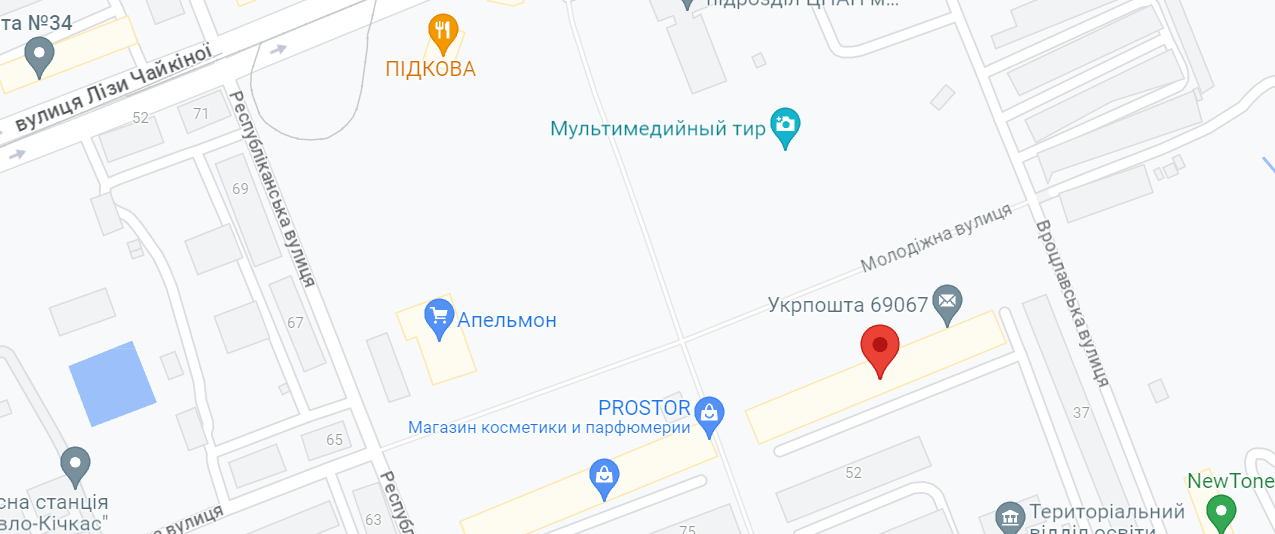 підрозділ ЦНАП м...
та №34
ПІДКОВА
вулиця Лізи Чайкіної
52
71
Мультимедийный тир
Республіканська вулиця
69
Молодіжна вулиця
Вроцлавська вулиця
Укрпошта 69067
67
Апельмон
PROSTOR
Магазин косметики и парфюмерии
37
65
52
NewTone
сна станція
вло-Кічкас"
а вулиця
Республ
63
75
Територіальний
відділ освіти